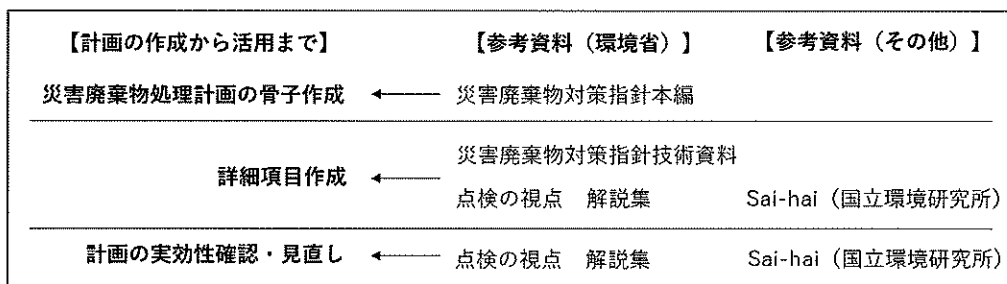 【計画の作成から活用まで】 【参考資料（環境省）】 【参考資料（その他）】
災害廃棄物処理計画の骨子作成 ← 災害廃棄物対策指針本編
災害廃棄物対策指針技術資料
詳細項目作成 ←
点検の視点　解説集 Sai-hai（国立環境研究所）
計画の実効性確認・見直し ← 点検の視点　解説集 Sai-hai（国立環境研究所）